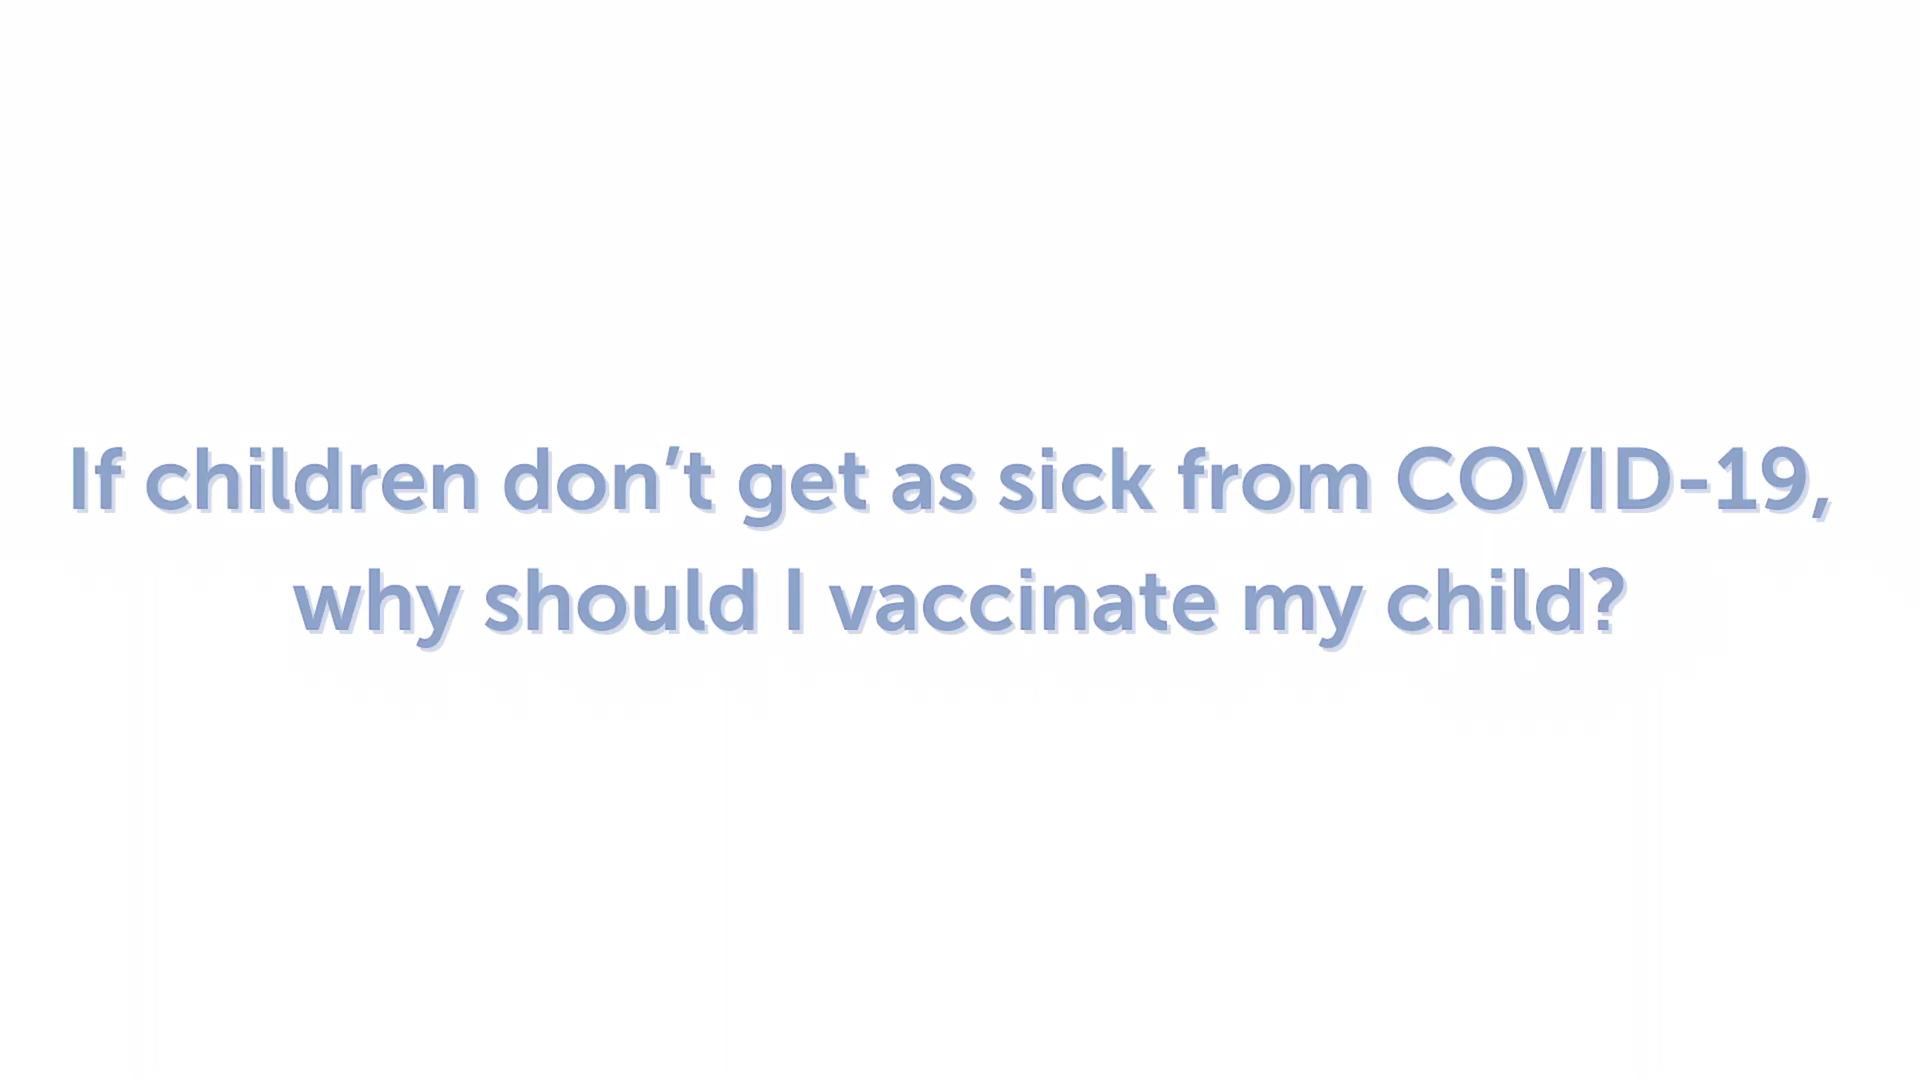 If children don’t get as sick from COVID-19,
why should I vaccinate my child?